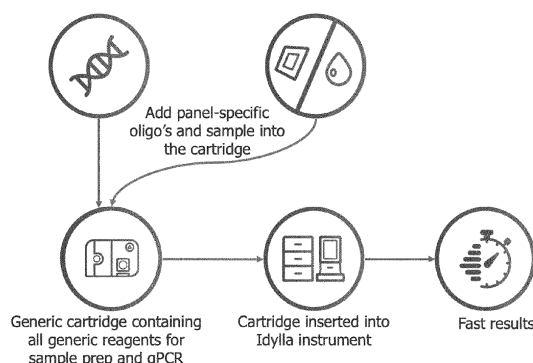 Add panel-specific
oligo's and sample into
the cartridge
Generic cartridge containing
all generic reagents for
sample prep and qPCR
Cartridge inserted into
Idylla instrument
Fast results